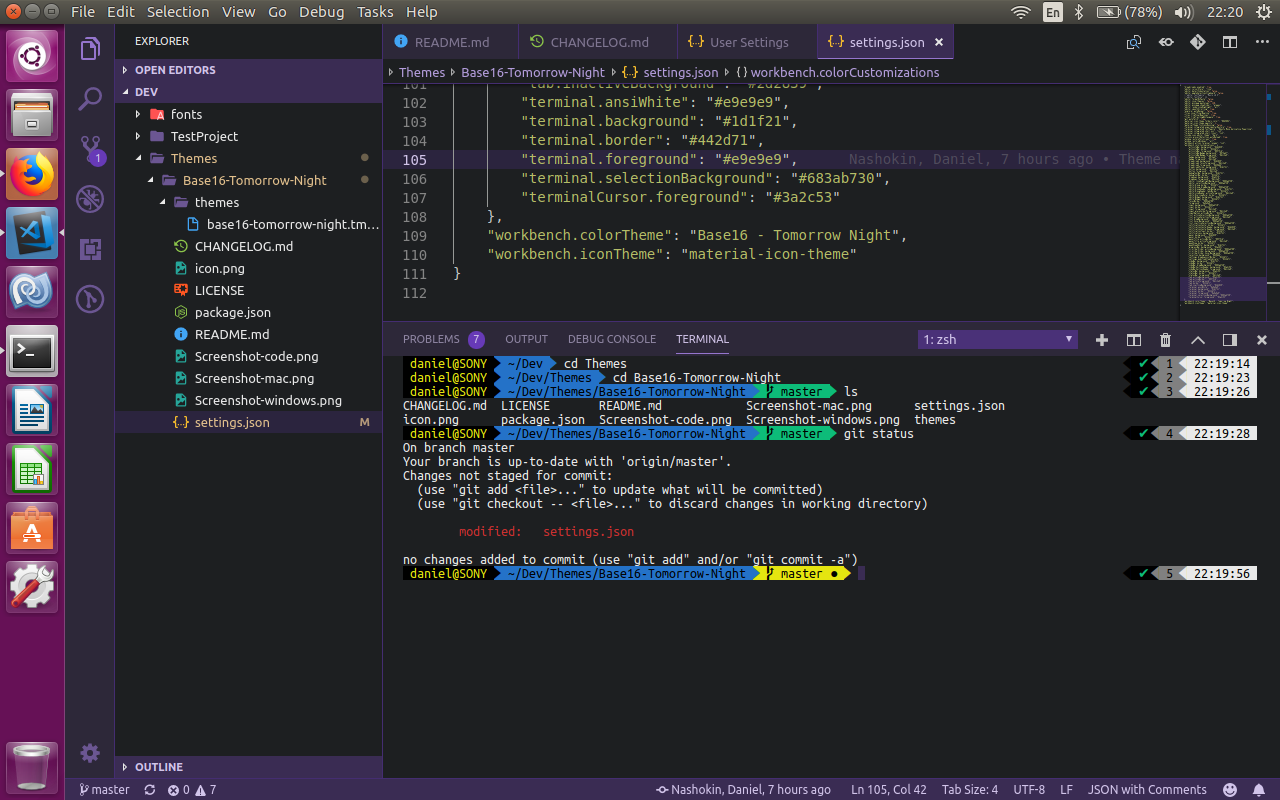 File Edit Selection View Go Debug Tasks Help
En (78%) 22:20
EXPLORER
OPEN EDITORS
DEV
fonts
TestProject
Themes
Base16-Tomorrow-Night
themes
base16-tomorrow-night.tm...
CHANGELOG.md
icon.png
LICENSE
package.json
README.md
Screenshot-code.png
Screenshot-mac.png
Screenshot-windows.png
settings.json M
OUTLINE
1
README.md CHANGELOG.md User Settings settings.json
Themes Base16-Tomorrow-Night settings.json {} workbench.colorCustomizations
101 "tab.inactiveBackground":
102 "terminal.ansiWhite": "#e9e9e9",
103 "terminal.background": "#1d1f21",
104 "terminal.border": "#442d71",
105 "terminal.foreground": "#e9e9e9", Nashokin, Daniel, 7 hours ago • Theme na
106 "terminal.selectionBackground": "#683ab730",
107 "terminalCursor.foreground": "#3a2c53"
108 },
109 "workbench.colorTheme": "Base16 - Tomorrow Night",
110 "workbench.iconTheme": "material-icon-theme"
111 }
112
PROBLEMS 7 OUTPUT DEBUG CONSOLE TERMINAL 1: zsh
daniel@SONY ~/Dev cd Themes ✔ 1 22:19:14
daniel@SONY ~/Dev/Themes cd Base16-Tomorrow-Night ✔ 2 22:19:23
daniel@SONY ~/Dev/Themes/Base16-Tomorrow-Night master ls ✔ 3 22:19:26
CHANGELOG.md LICENSE README.md Screenshot-mac.png settings.json
icon.png package.json Screenshot-code.png Screenshot-windows.png themes
daniel@SONY ~/Dev/Themes/Base16-Tomorrow-Night master git status ✔ 4 22:19:28
On branch master
Your branch is up-to-date with 'origin/master'.
Changes not staged for commit:
(use "git add <file>..." to update what will be committed)
(use "git checkout -- <file>..." to discard changes in working directory)
modified: settings.json
no changes added to commit (use "git add" and/or "git commit -a")
daniel@SONY ~/Dev/Themes/Base16-Tomorrow-Night master ● ✔ 5 22:19:56
master 0 7 Nashokin, Daniel, 7 hours ago Ln 105, Col 42 Tab Size: 4 UTF-8 LF JSON with Comments